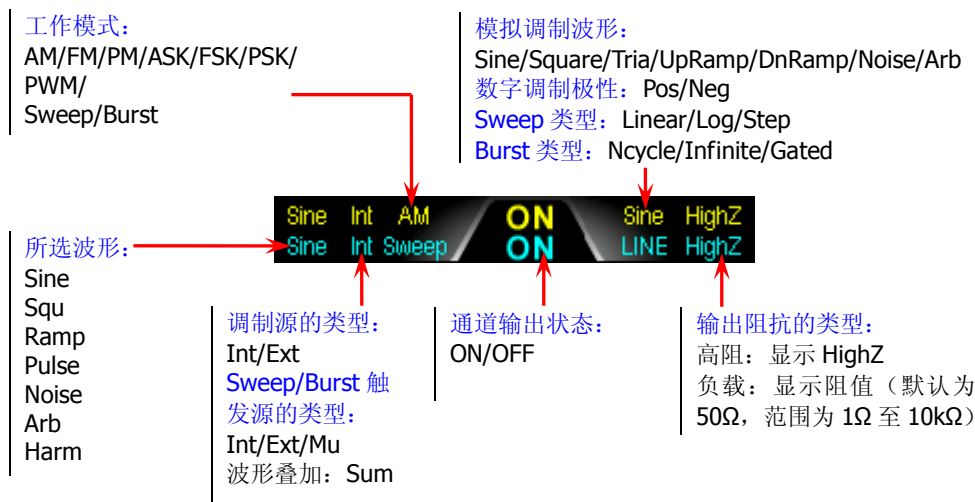 工作模式：
AM/FM/PM/ASK/FSK/PSK/
PWM/
Sweep/Burst
模拟调制波形：
Sine/Square/Tria/UpRamp/DnRamp/Noise/Arb
数字调制极性：Pos/Neg
Sweep 类型：Linear/Log/Step
Burst 类型：Ncycle/Infinite/Gated
Sine Int AM ON Sine HighZ
Sine Int Sweep ON LINE HighZ
所选波形：
Sine
Squ
Ramp
Pulse
Noise
Arb
Harm
调制源的类型：
Int/Ext
Sweep/Burst 触
发源的类型：
Int/Ext/Mu
波形叠加：Sum
通道输出状态：
ON/OFF
输出阻抗的类型：
高阻：显示 HighZ
负载：显示阻值（默认为
50Ω，范围为 1Ω 至 10kΩ）